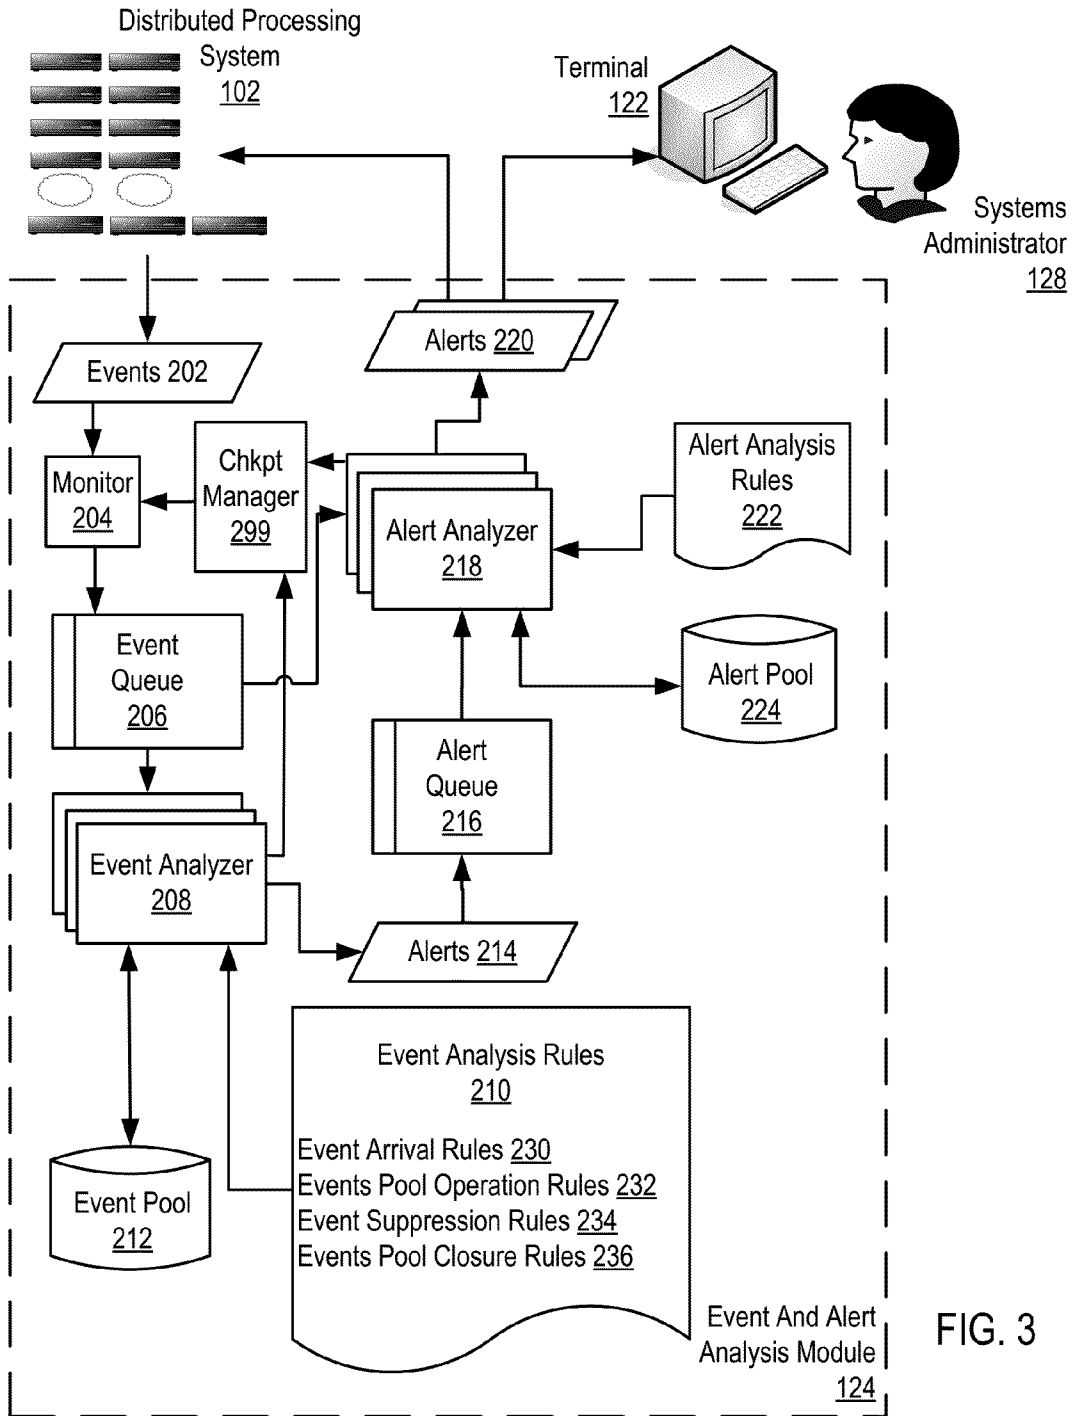 Distributed Processing
System
102
Terminal
122
Systems
Administrator
128
Alerts 220
Events 202
Chkpt
Manager
299
Monitor
204
Alert Analysis
Rules
222
Alert Analyzer
218
Event
Queue
206
Alert Pool
224
Alert
Queue
216
Event Analyzer
208
Alerts 214
Event Analysis Rules
210
Event Arrival Rules 230
Events Pool Operation Rules 232
Event Suppression Rules 234
Events Pool Closure Rules 236
Event Pool
212
Event And Alert
Analysis Module
124
FIG. 3